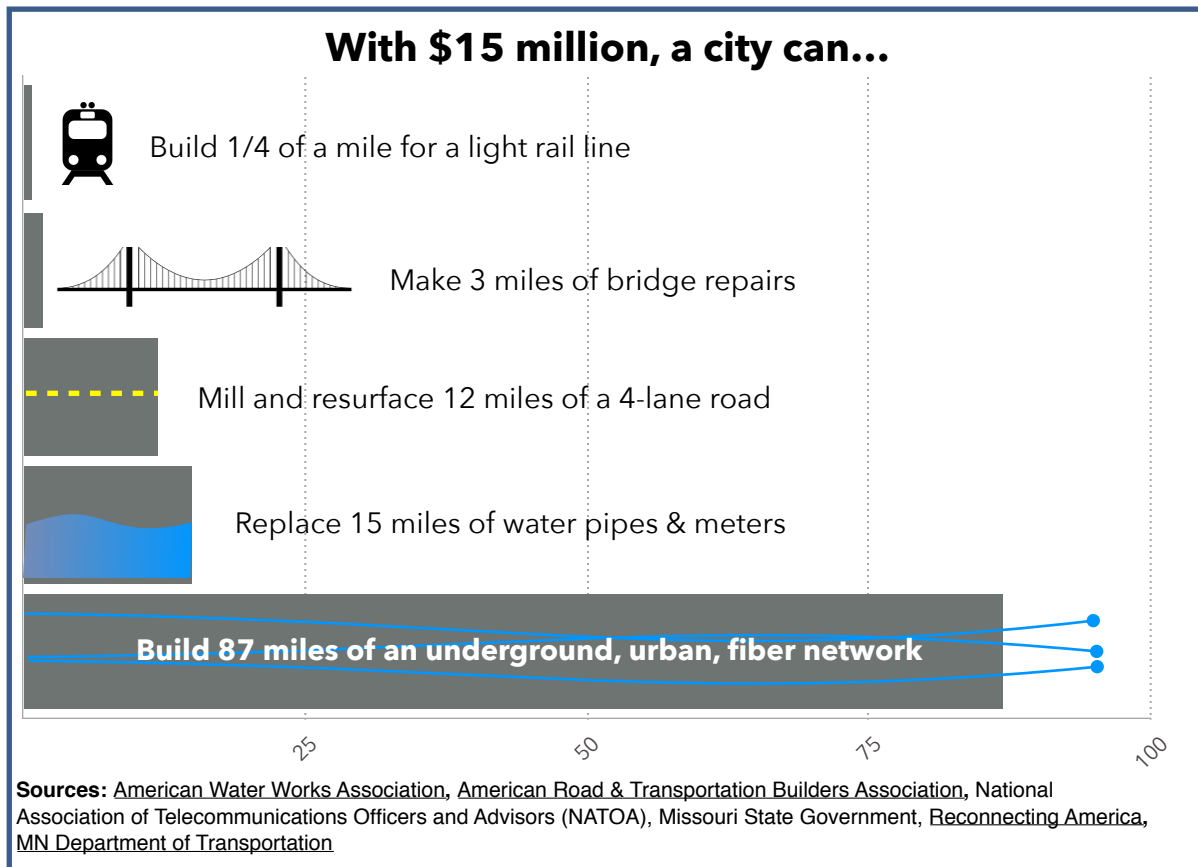 With $15 million, a city can...
Build 1/4 of a mile for a light rail line
Make 3 miles of bridge repairs
Mill and resurface 12 miles of a 4-lane road
Replace 15 miles of water pipes & meters
Build 87 miles of an underground, urban, fiber network
25 50 75 100
Sources: American Water Works Association, American Road & Transportation Builders Association, National
Association of Telecommunications Officers and Advisors (NATOA), Missouri State Government, Reconnecting America,
MN Department of Transportation